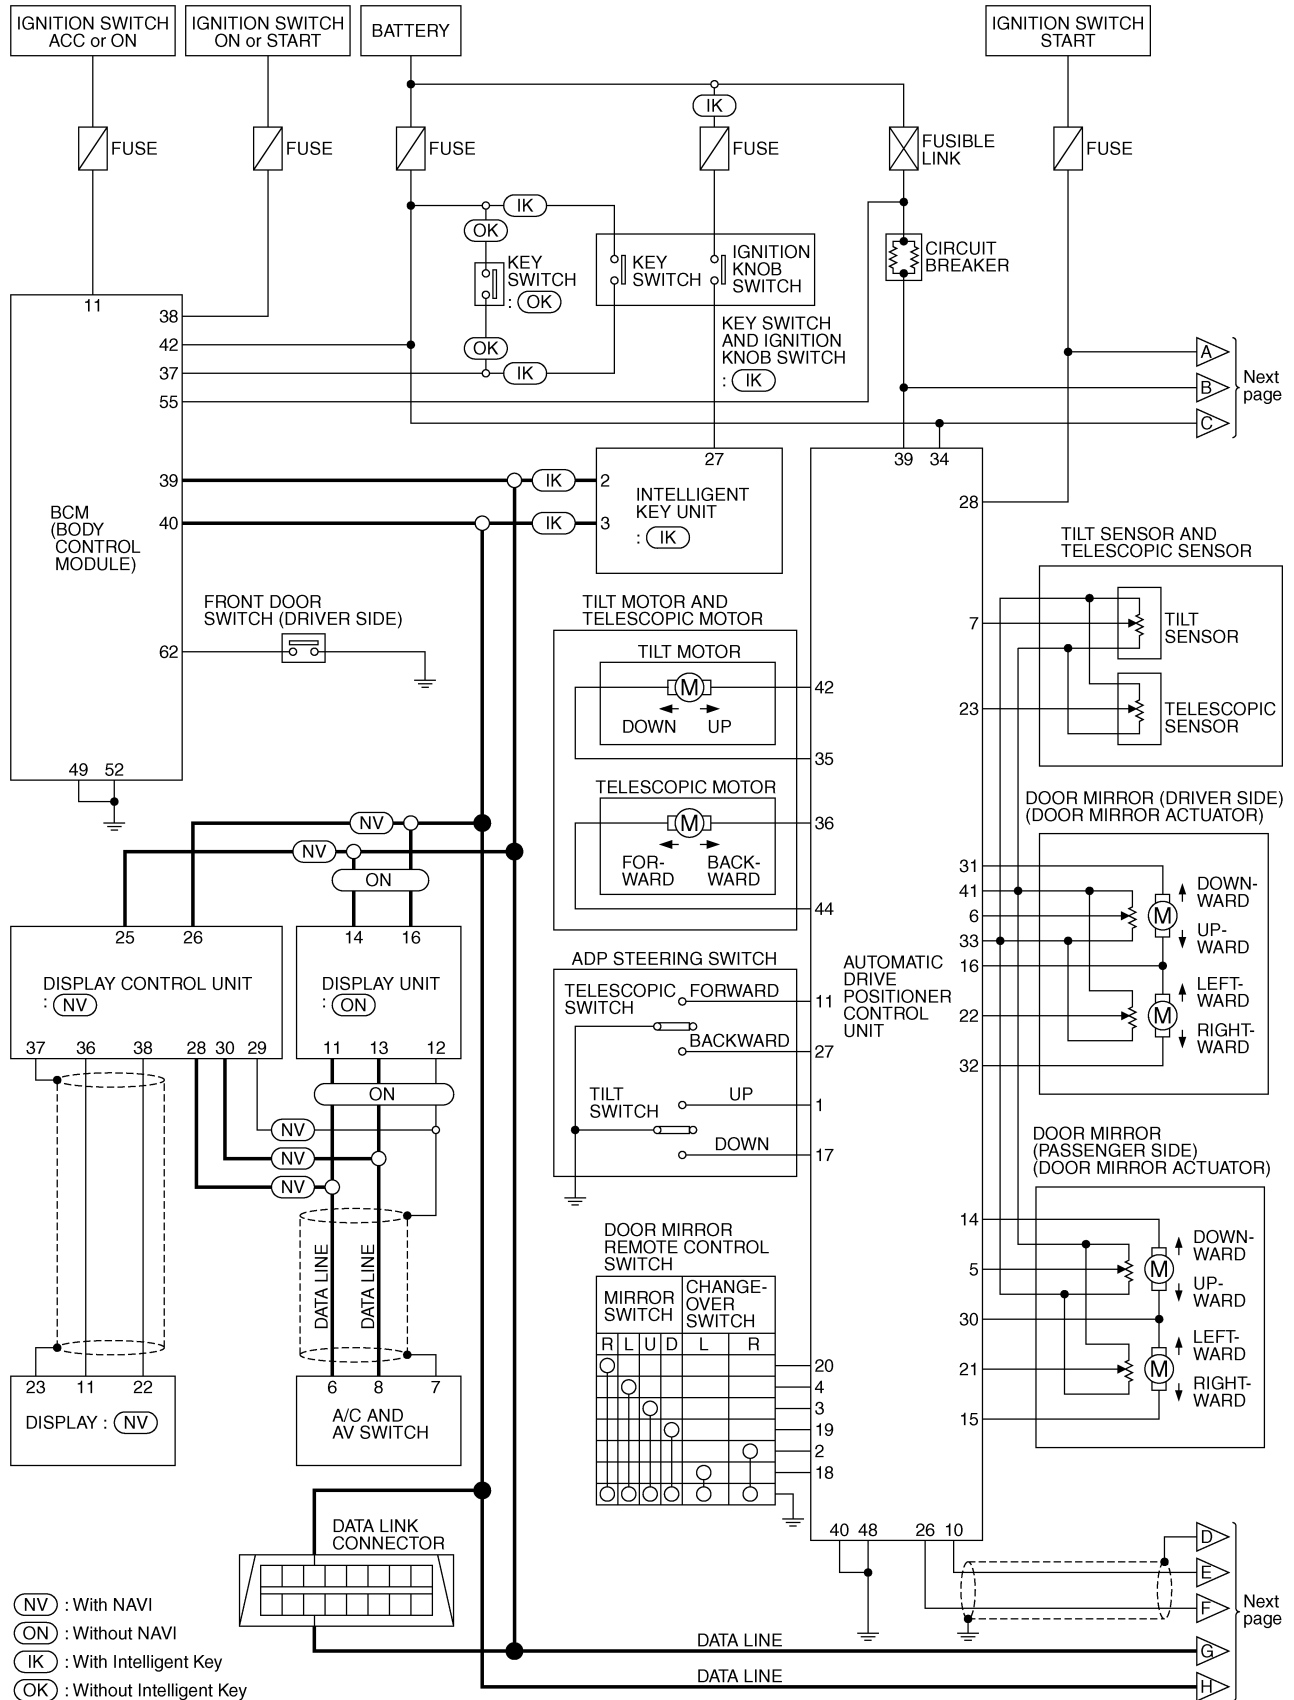 IGNITION SWITCH
ACC or ON
IGNITION SWITCH
ON or START
BATTERY
IGNITION SWITCH
START
IK
FUSE
FUSE
FUSE
FUSE
FUSIBLE
LINK
FUSE
IK
OK
KEY
SWITCH
: OK
KEY
SWITCH
IGNITION
KNOB
SWITCH
CIRCUIT
BREAKER
OK
IK
KEY SWITCH
AND IGNITION
KNOB SWITCH
: IK
11
38
42
37
55
39
40
62
49 52
BCM
(BODY
CONTROL
MODULE)
A
B
C
Next
page
IK
IK
27
2
3
INTELLIGENT
KEY UNIT
: IK
39 34
28
FRONT DOOR
SWITCH (DRIVER SIDE)
TILT SENSOR AND
TELESCOPIC SENSOR
7
TILT
SENSOR
23
TELESCOPIC
SENSOR
TILT MOTOR AND
TELESCOPIC MOTOR
TILT MOTOR
M
DOWN UP
42
35
TELESCOPIC MOTOR
M
FOR-
WARD
BACK-
WARD
36
44
NV
NV
ON
25 26
DISPLAY CONTROL UNIT
: NV
37 36 38 28 30 29
14 16
DISPLAY UNIT
: ON
11 13 12
ON
NV
NV
NV
DATA LINE
DATA LINE
23 11 22
DISPLAY : NV
6 8 7
A/C AND
AV SWITCH
ADP STEERING SWITCH
TELESCOPIC
SWITCH
FORWARD
BACKWARD
TILT
SWITCH
UP
DOWN
11
27
1
17
AUTOMATIC
DRIVE
POSITIONER
CONTROL
UNIT
DOOR MIRROR (DRIVER SIDE)
(DOOR MIRROR ACTUATOR)
31
41
6
33
16
22
32
M
DOWN-
WARD
UP-
WARD
M
LEFT-
WARD
RIGHT-
WARD
DOOR MIRROR
(PASSENGER SIDE)
(DOOR MIRROR ACTUATOR)
14
5
30
21
15
M
DOWN-
WARD
UP-
WARD
M
LEFT-
WARD
RIGHT-
WARD
DOOR MIRROR
REMOTE CONTROL
SWITCH
MIRROR
SWITCH
CHANGE-
OVER
SWITCH
R L U D L R
20
4
3
19
2
18
40 48 26 10
DATA LINK
CONNECTOR
D
E
F
G
H
Next
page
DATA LINE
DATA LINE
NV : With NAVI
ON : Without NAVI
IK : With Intelligent Key
OK : Without Intelligent Key